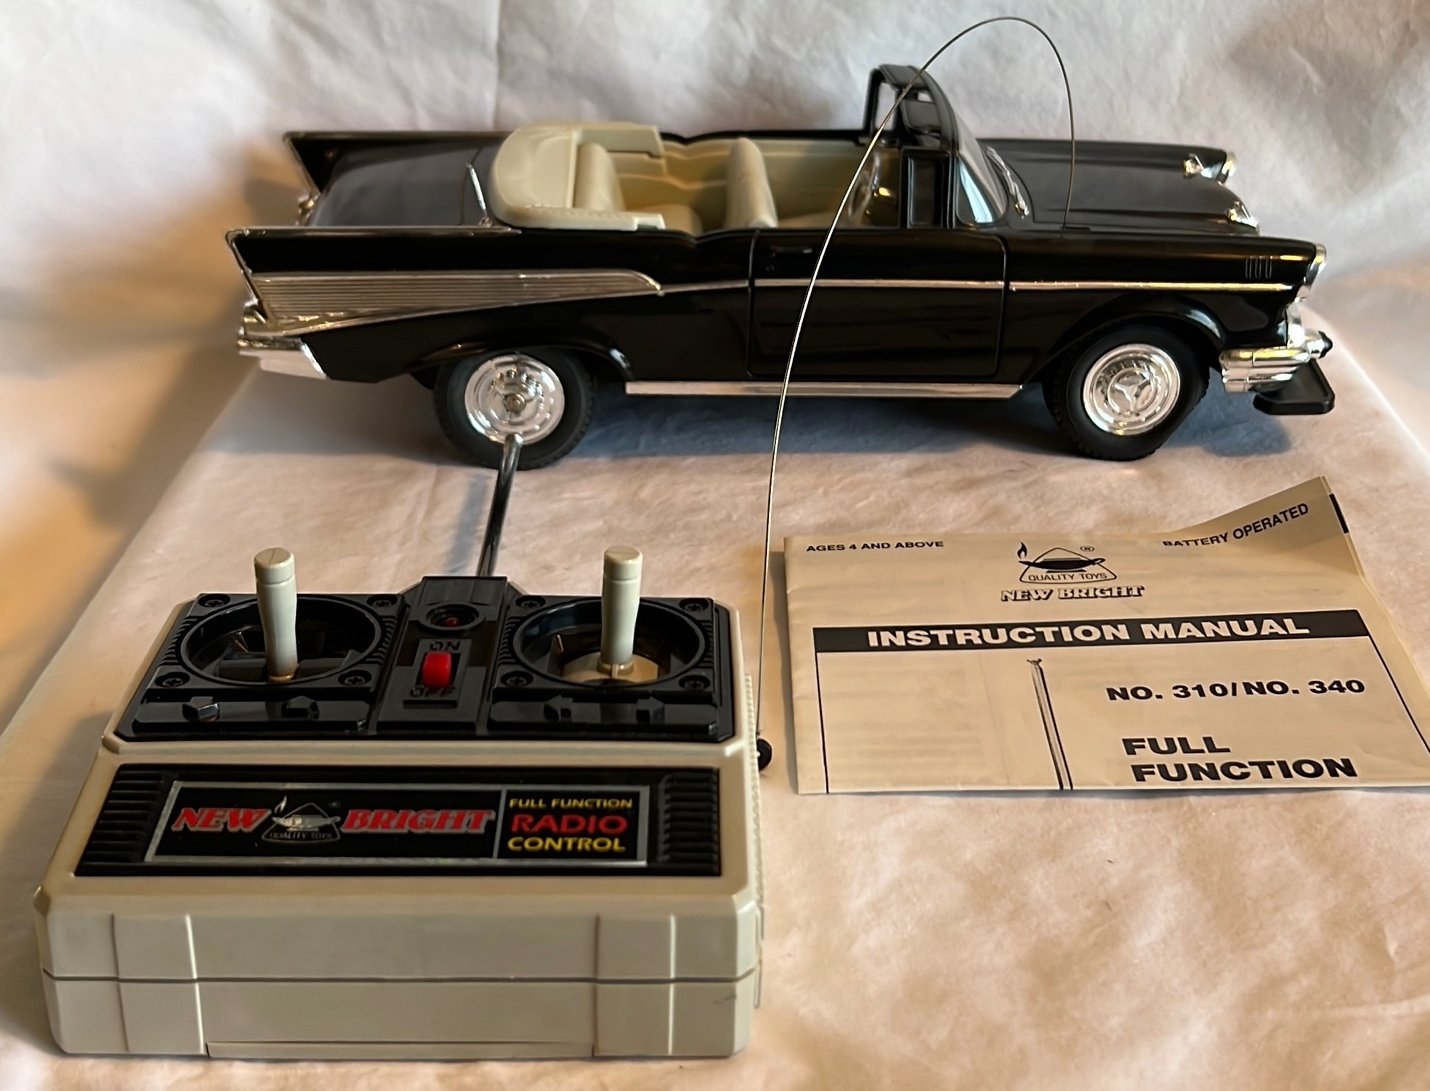 AGES 4 AND ABOVE
BATTERY OPERATED
®
QUALITY TOYS
NEW BRIGHT
INSTRUCTION MANUAL
NO. 310/NO. 340
FULL
FUNCTION
ON
OFF
NEW BRIGHT
®
QUALITY TOYS
FULL FUNCTION
RADIO
CONTROL